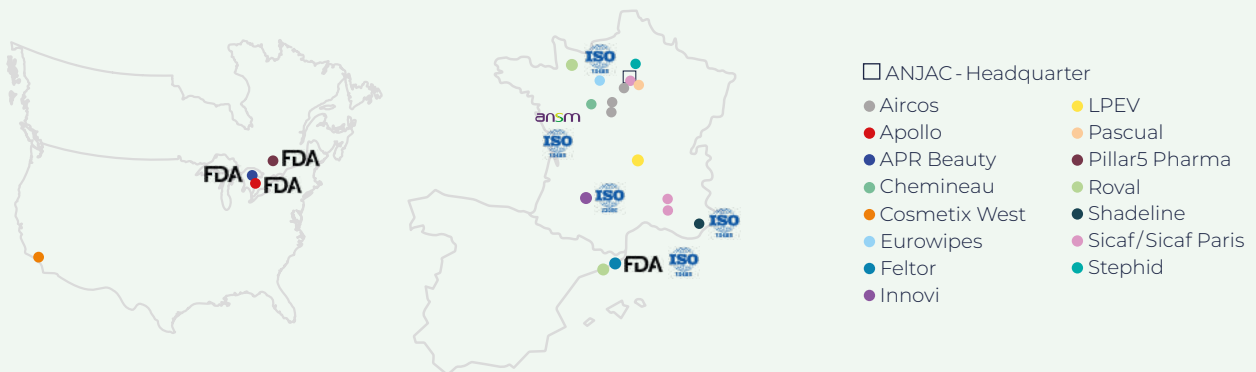 FDA
FDA
FDA
ISO
ansm
ISO
ISO
ISO
FDA
ISO
ANJAC - Headquarter
Aircos
Apollo
APR Beauty
Chemineau
Cosmetix West
Eurowipes
Feltor
Innovi
LPEV
Pascual
Pillar5 Pharma
Roval
Shadeline
Sicaf/Sicaf Paris
Stephid